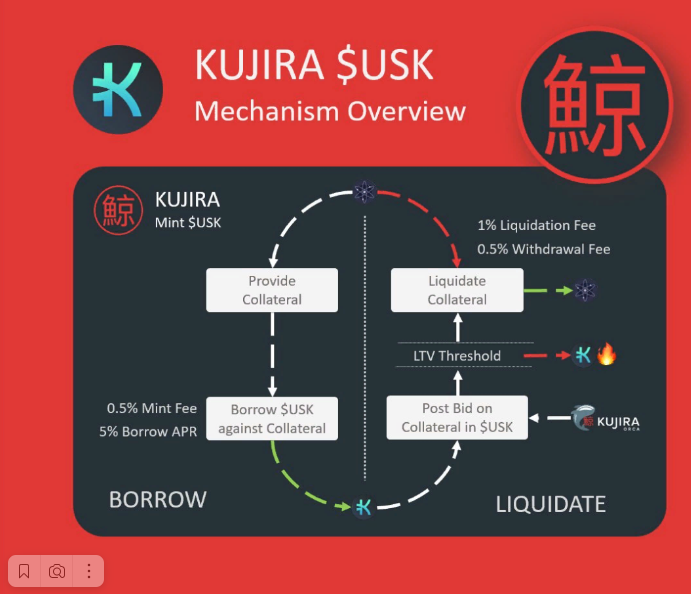 KUJIRA $USK
Mechanism Overview
鯨
鯨
KUJIRA
Mint $USK
1% Liquidation Fee
0.5% Withdrawal Fee
Provide
Collateral
Liquidate
Collateral
LTV Threshold
0.5% Mint Fee
5% Borrow APR
Borrow $USK
against Collateral
Post Bid on
Collateral in $USK
KUJIRA
ORCA
BORROW
LIQUIDATE